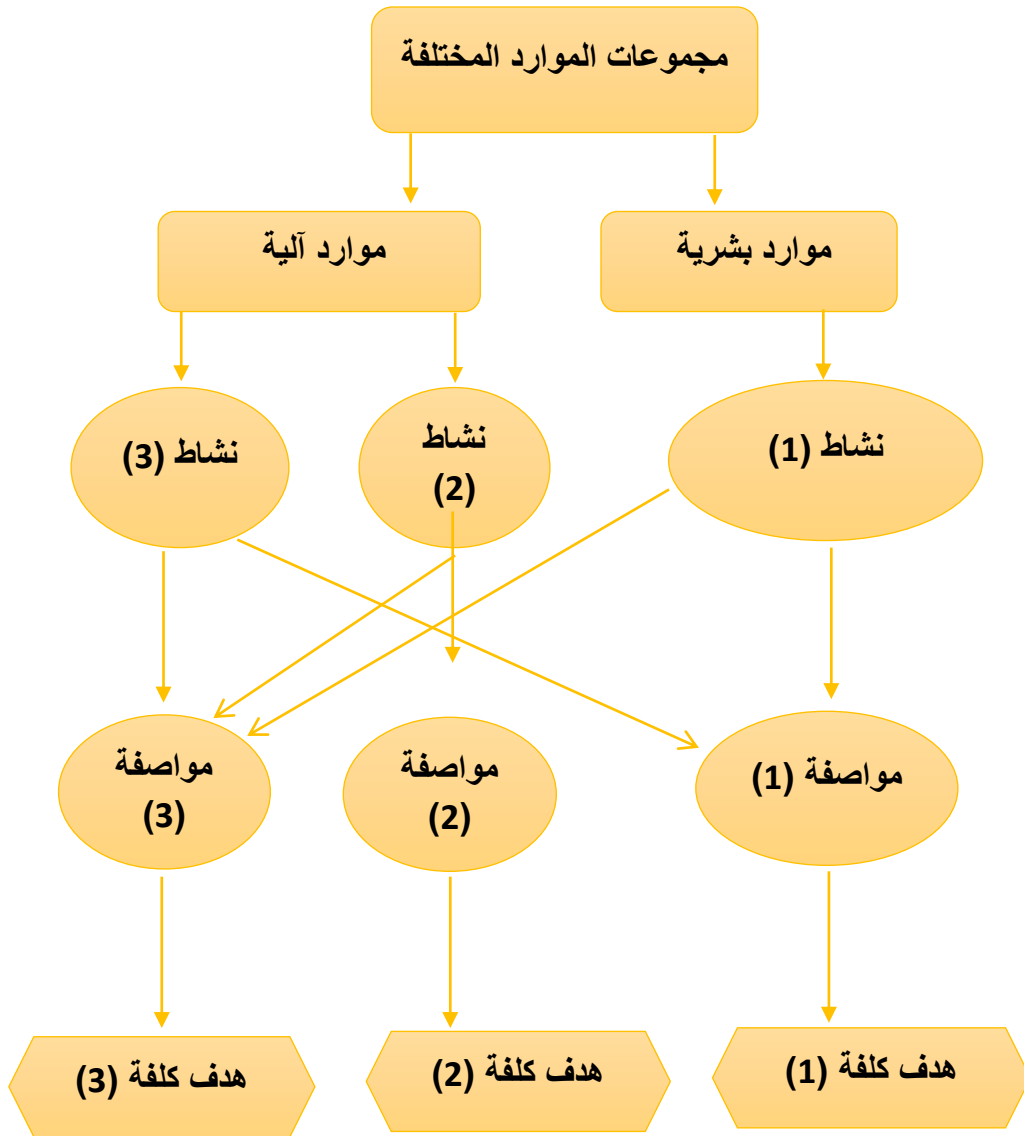 مجموعات الموارد المختلفة
موارد بشرية
موارد آلية
نشاط (1)
نشاط
(2)
نشاط (3)
مواصفة (1)
مواصفة
(2)
مواصفة
(3)
هدف كلفة (1)
هدف كلفة (2)
هدف كلفة (3)